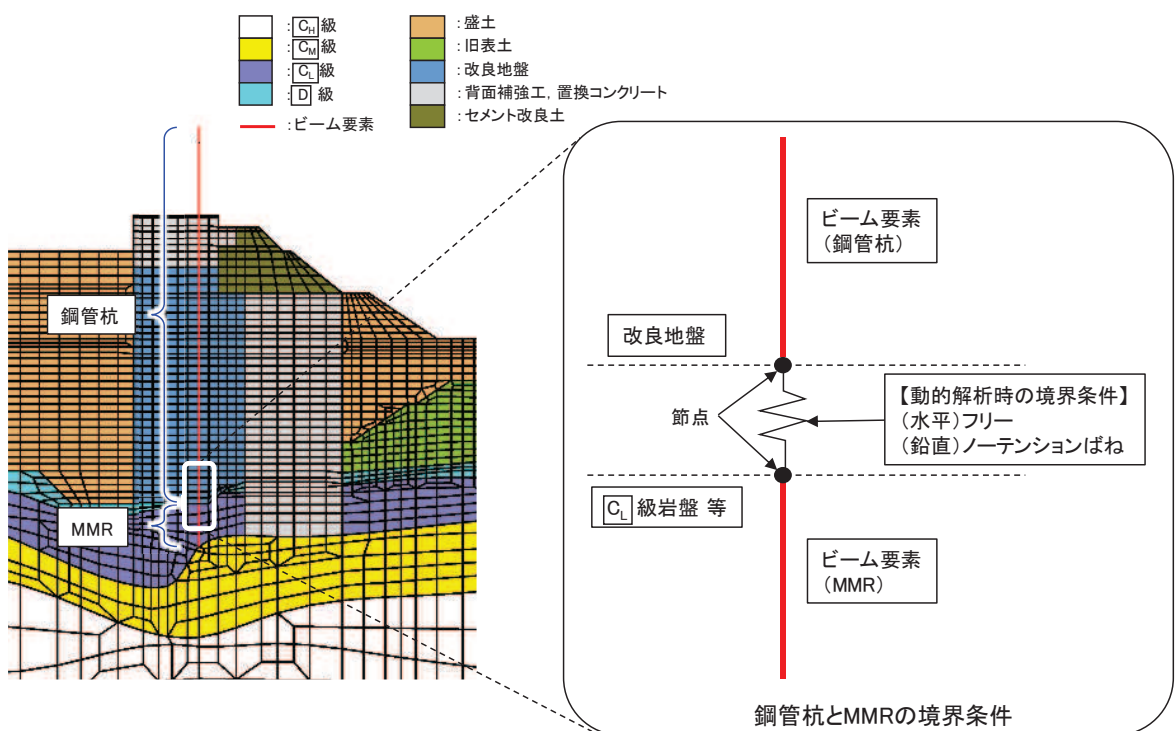 :C_H級
:C_M級
:C_L級
:D 級
:ビーム要素
:盛土
:旧表土
:改良地盤
:背面補強工, 置換コンクリート
:セメント改良土
鋼管杭
MMR
ビーム要素
(鋼管杭)
改良地盤
節点
【動的解析時の境界条件】
(水平)フリー
(鉛直)ノーテンションばね
C_L 級岩盤 等
ビーム要素
(MMR)
鋼管杭とMMRの境界条件